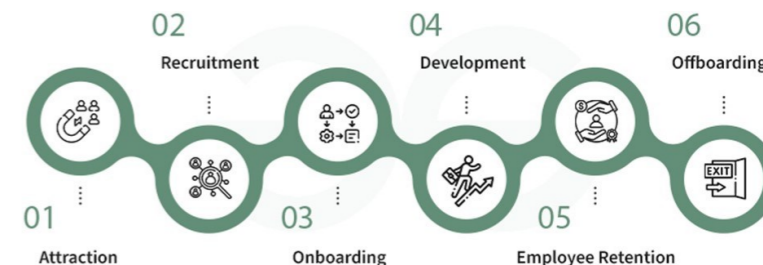 01
Attraction
02
Recruitment
03
Onboarding
04
Development
05
Employee Retention
06
Offboarding
EXIT